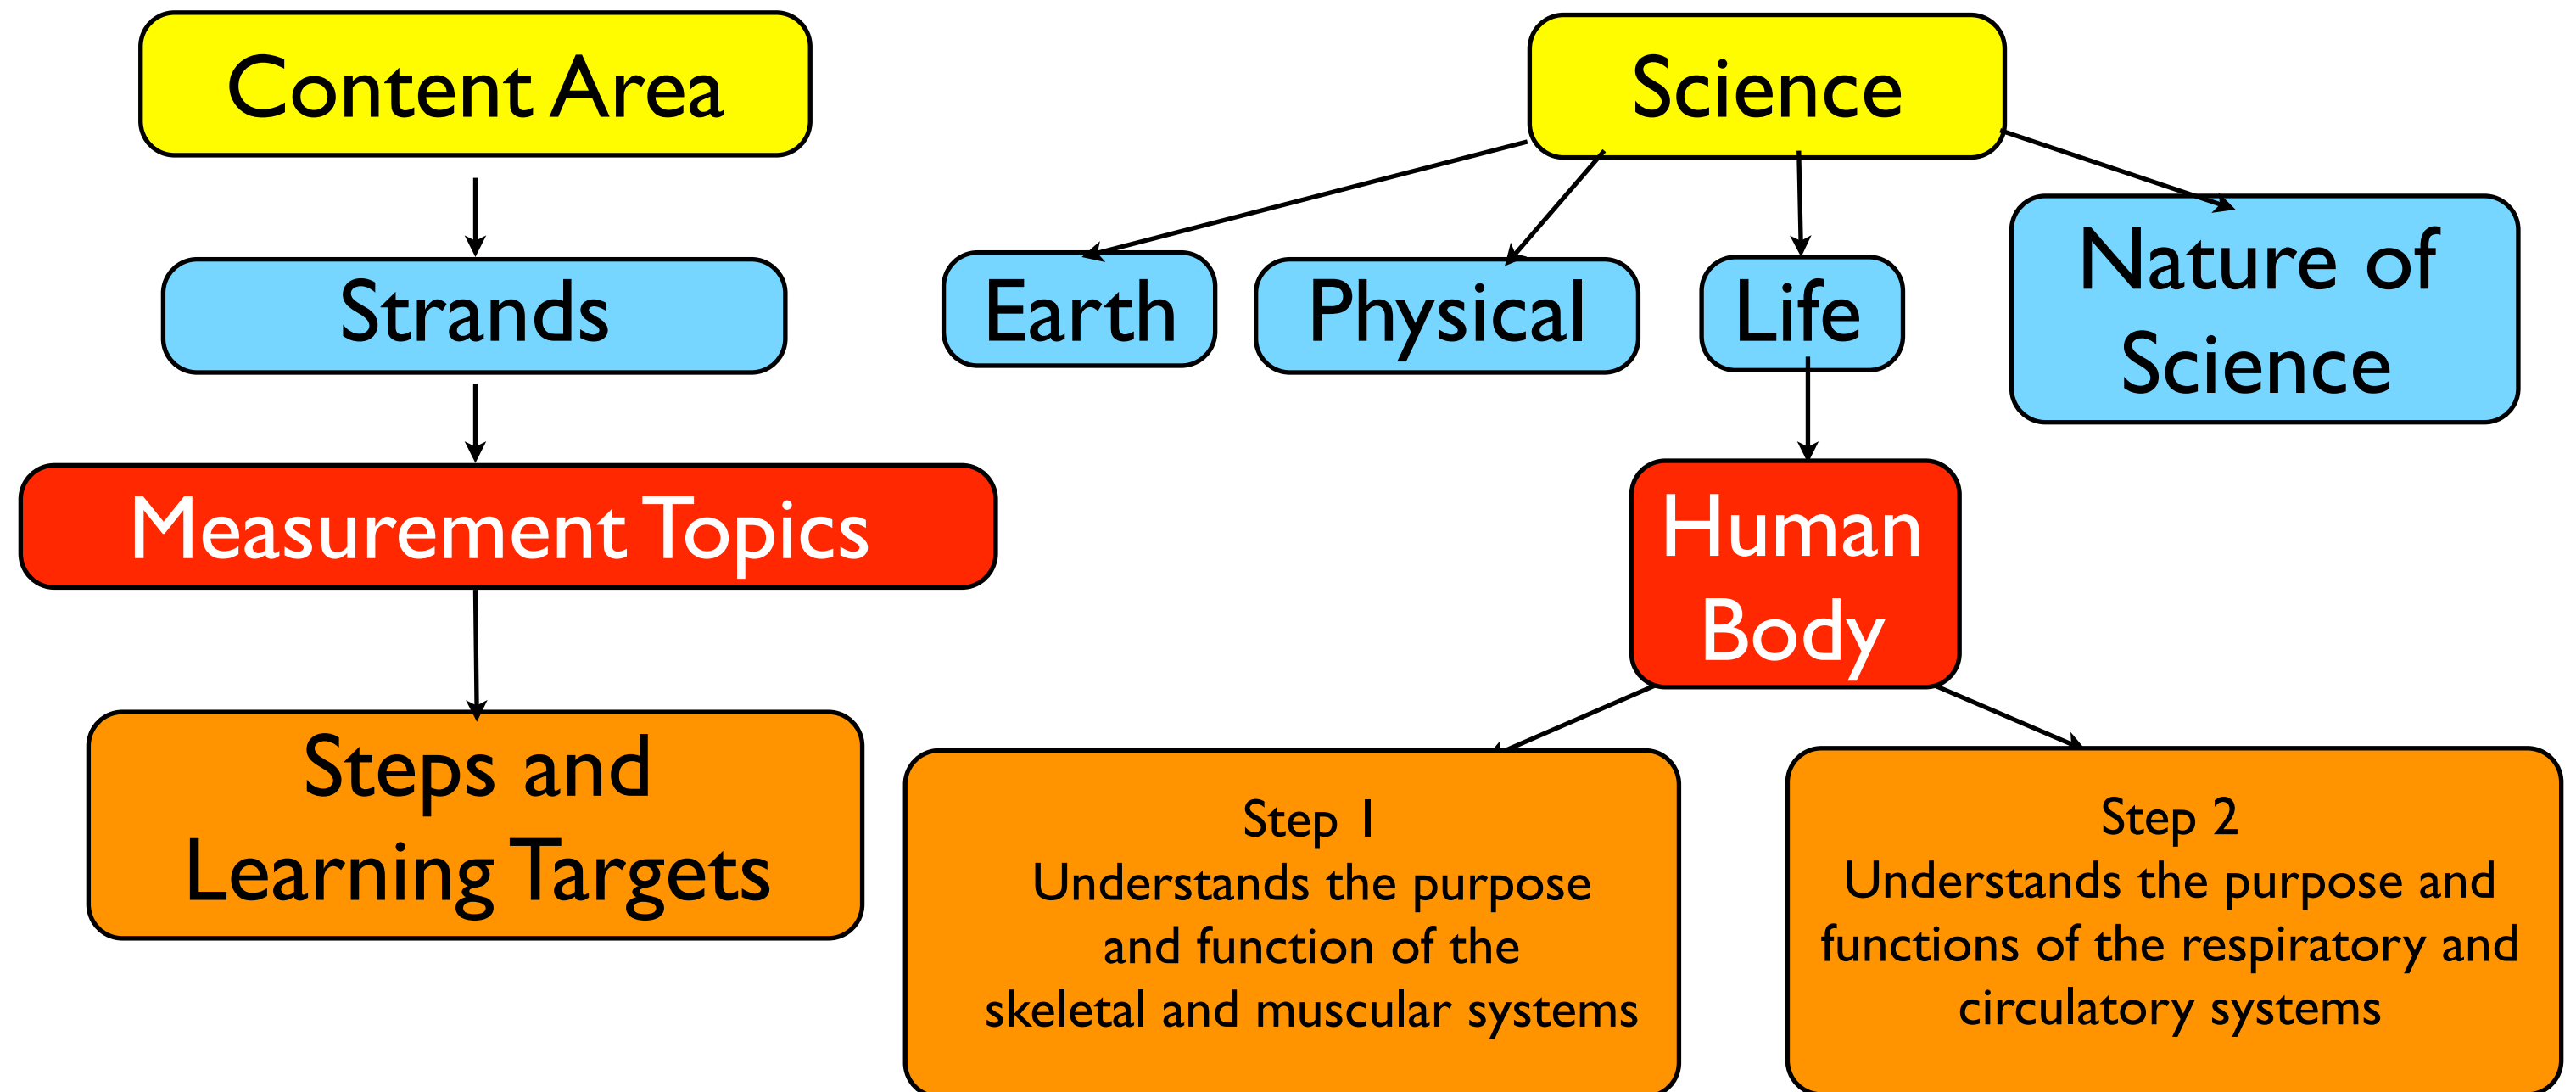 Content Area
Strands
Measurement Topics
Steps and
Learning Targets
Science
Earth
Physical
Life
Nature of
Science
Human
Body
Step 1
Understands the purpose
and function of the
skeletal and muscular systems
Step 2
Understands the purpose and
functions of the respiratory and
circulatory systems